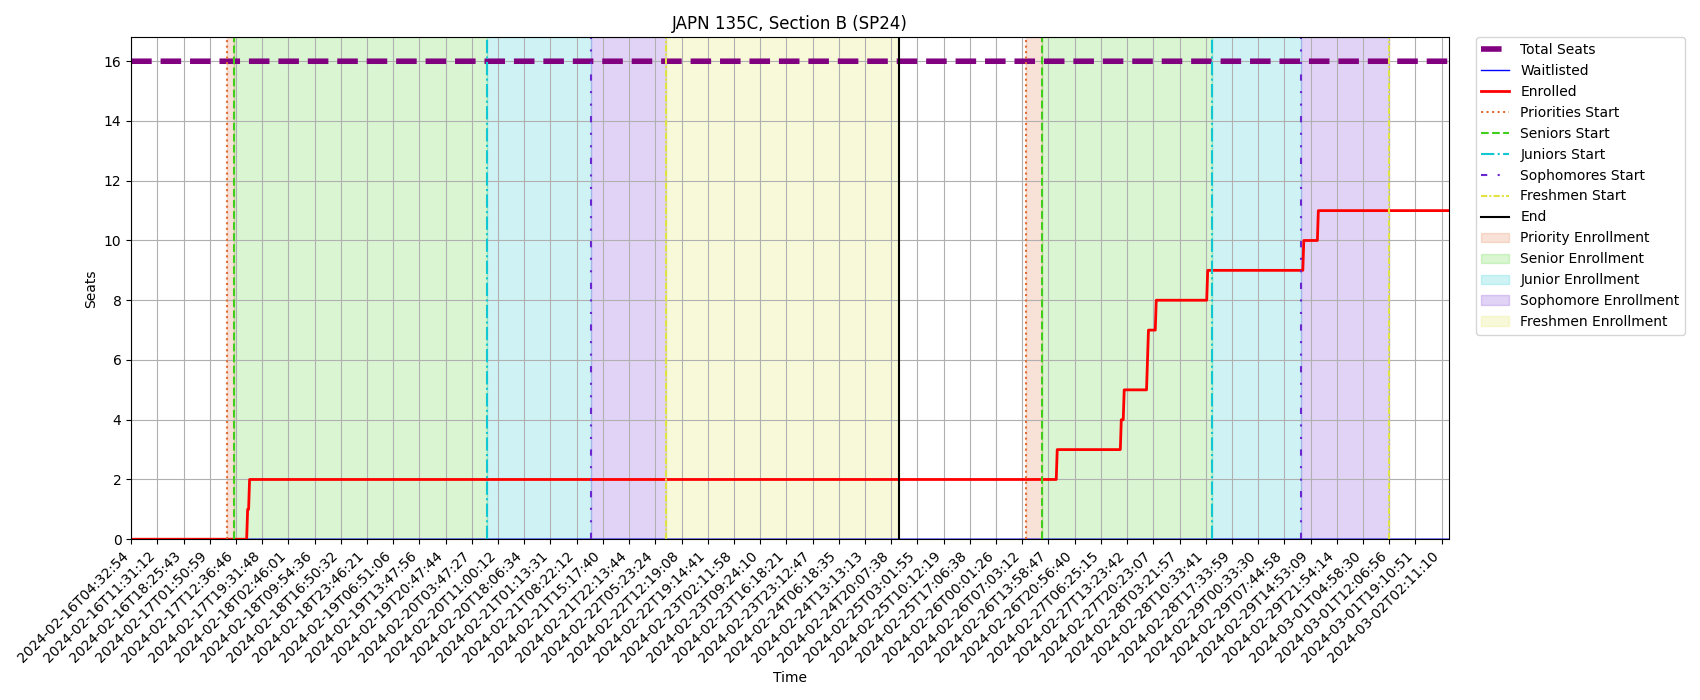 JAPN 135C, Section B (SP24)
Seats
16
14
12
10
8
6
4
2
0
2024-02-16T04:32:54
2024-02-16T11:31:12
2024-02-16T18:25:43
2024-02-17T01:50:59
2024-02-17T12:36:46
2024-02-17T19:31:48
2024-02-18T02:46:01
2024-02-18T09:54:36
2024-02-18T16:50:32
2024-02-18T23:46:21
2024-02-19T06:51:06
2024-02-19T13:47:56
2024-02-19T20:47:44
2024-02-20T03:47:27
2024-02-20T11:00:12
2024-02-20T18:06:34
2024-02-21T01:13:31
2024-02-21T08:22:12
2024-02-21T15:17:40
2024-02-21T22:13:44
2024-02-22T05:23:24
2024-02-22T12:19:08
2024-02-22T19:14:41
2024-02-23T02:11:58
2024-02-23T09:24:10
2024-02-23T16:18:21
2024-02-23T23:12:47
2024-02-24T06:18:35
2024-02-24T13:13:13
2024-02-24T20:07:38
2024-02-25T03:01:55
2024-02-25T10:12:19
2024-02-25T17:06:38
2024-02-26T00:01:26
2024-02-26T07:03:12
2024-02-26T13:58:47
2024-02-26T20:56:40
2024-02-27T06:25:15
2024-02-27T13:23:42
2024-02-27T20:23:07
2024-02-28T03:21:57
2024-02-28T10:33:41
2024-02-28T17:33:59
2024-02-29T00:33:30
2024-02-29T07:44:58
2024-02-29T14:53:09
2024-02-29T21:54:14
2024-03-01T04:58:30
2024-03-01T12:06:56
2024-03-01T19:10:51
2024-03-02T02:11:10
Time
Total Seats
Waitlisted
Enrolled
Priorities Start
Seniors Start
Juniors Start
Sophomores Start
Freshmen Start
End
Priority Enrollment
Senior Enrollment
Junior Enrollment
Sophomore Enrollment
Freshmen Enrollment